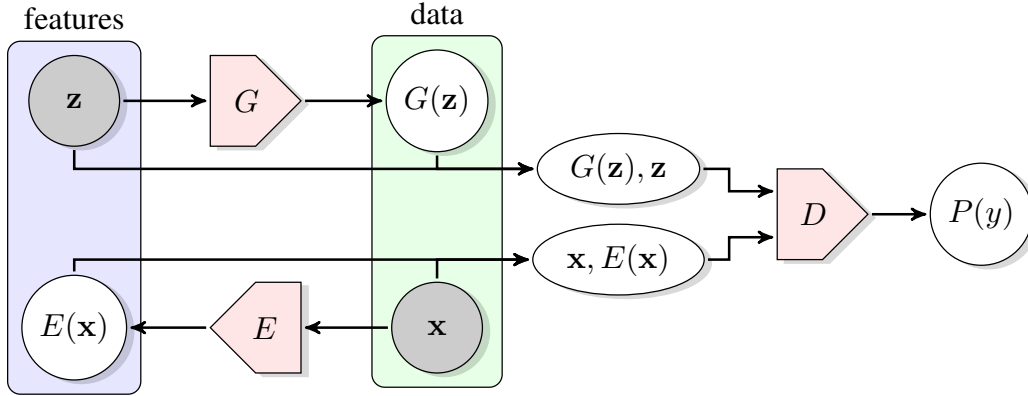 features
data
z
G
G(z)
G(z), z
D
P(y)
x, E(x)
E(x)
E
x